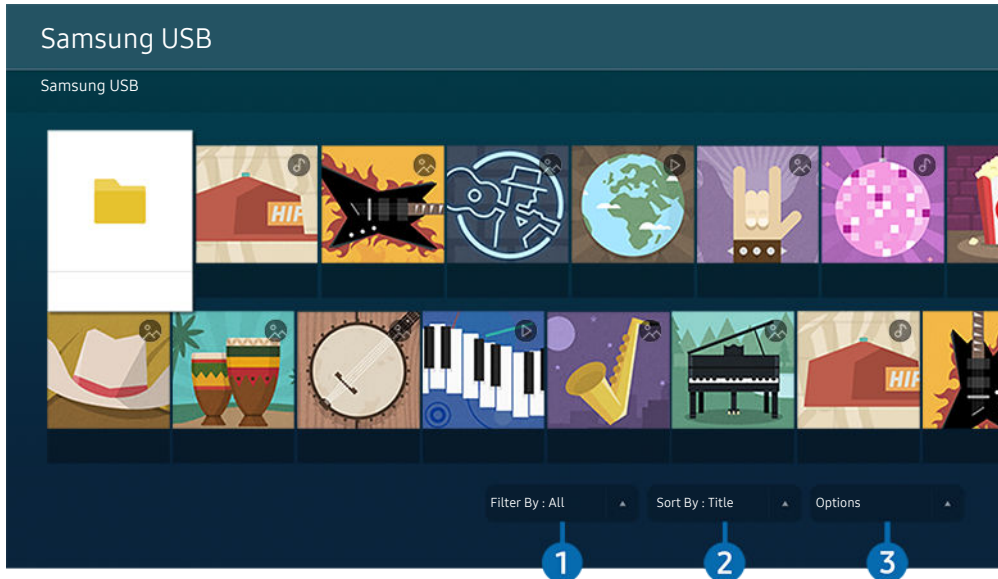 Samsung USB
Samsung USB
HIP
HIP
Filter By : All
Sort By : Title
Options
1
2
3